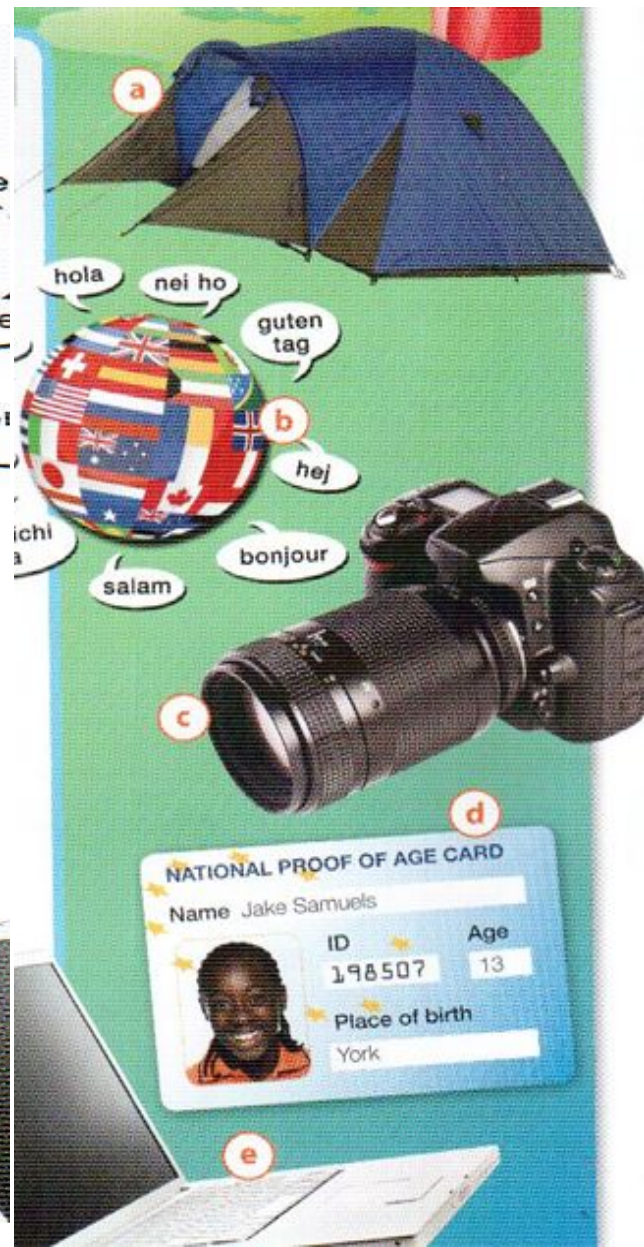 a
hola
nei ho
guten
tag
b
hej
bonjour
salam
c
d
NATIONAL PROOF OF AGE CARD
Name Jake Samuels
ID
Age
198507
13
Place of birth
York
e